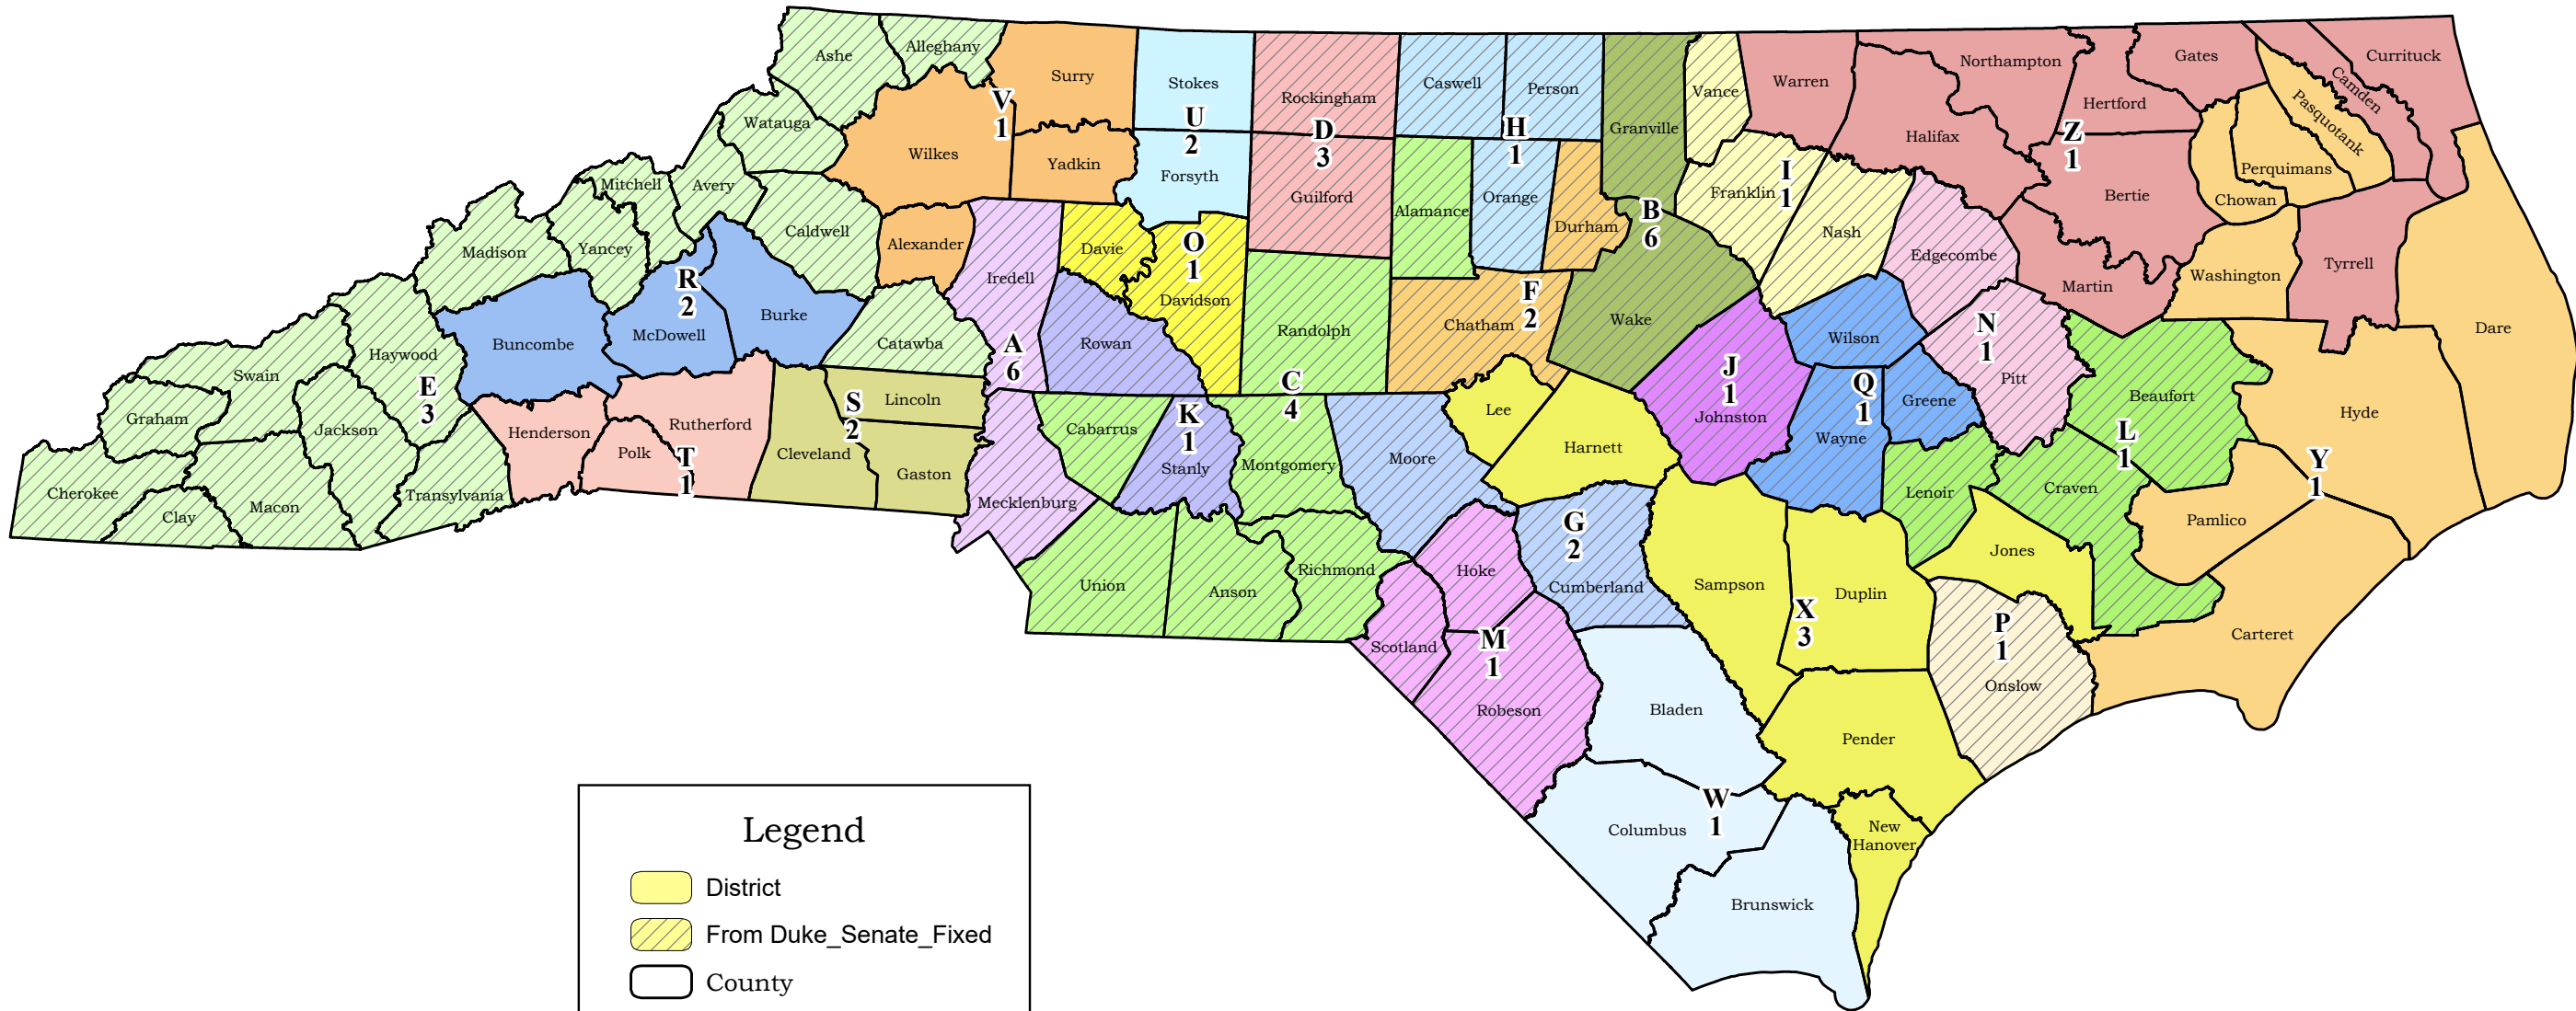 Ashe
Alleghany
Surry
Stokes
Rockingham
Caswell
Person
Granville
Vance
Warren
Northampton
Halifax
Hertford
Gates
Camden
Currituck
Pasquotank
Perquimans
Chowan
Bertie
Watauga
Wilkes
V
1
Yadkin
U
2
Forsyth
D
3
Guilford
Alamance
H
1
Orange
Durham
B
6
Franklin
I
1
Nash
Edgecombe
Z
1
Martin
Washington
Tyrrell
Dare
Mitchell
Avery
Madison
Yancey
Caldwell
Alexander
Iredell
Davie
O
1
Davidson
Randolph
Chatham
F
2
Wake
Wilson
N
1
Pitt
Beaufort
Hyde
R
2
McDowell
Burke
Buncombe
Haywood
Swain
E
3
Graham
Jackson
Catawba
A
6
Rowan
S
2
Lincoln
C
4
Lee
J
1
Johnston
Q
1
Greene
Wayne
L
1
Y
1
Henderson
Rutherford
Polk
T
1
Cleveland
Gaston
Cabarrus
K
1
Stanly
Montgomery
Moore
Harnett
Lenoir
Craven
Pamlico
Cherokee
Clay
Macon
Transylvania
Mecklenburg
Union
Anson
Richmond
Hoke
G
2
Cumberland
Sampson
Duplin
X
3
Jones
P
1
Onslow
Carteret
Scotland
M
1
Robeson
Bladen
Pender
W
1
Columbus
Brunswick
New
Hanover
Legend
District
From Duke_Senate_Fixed
County